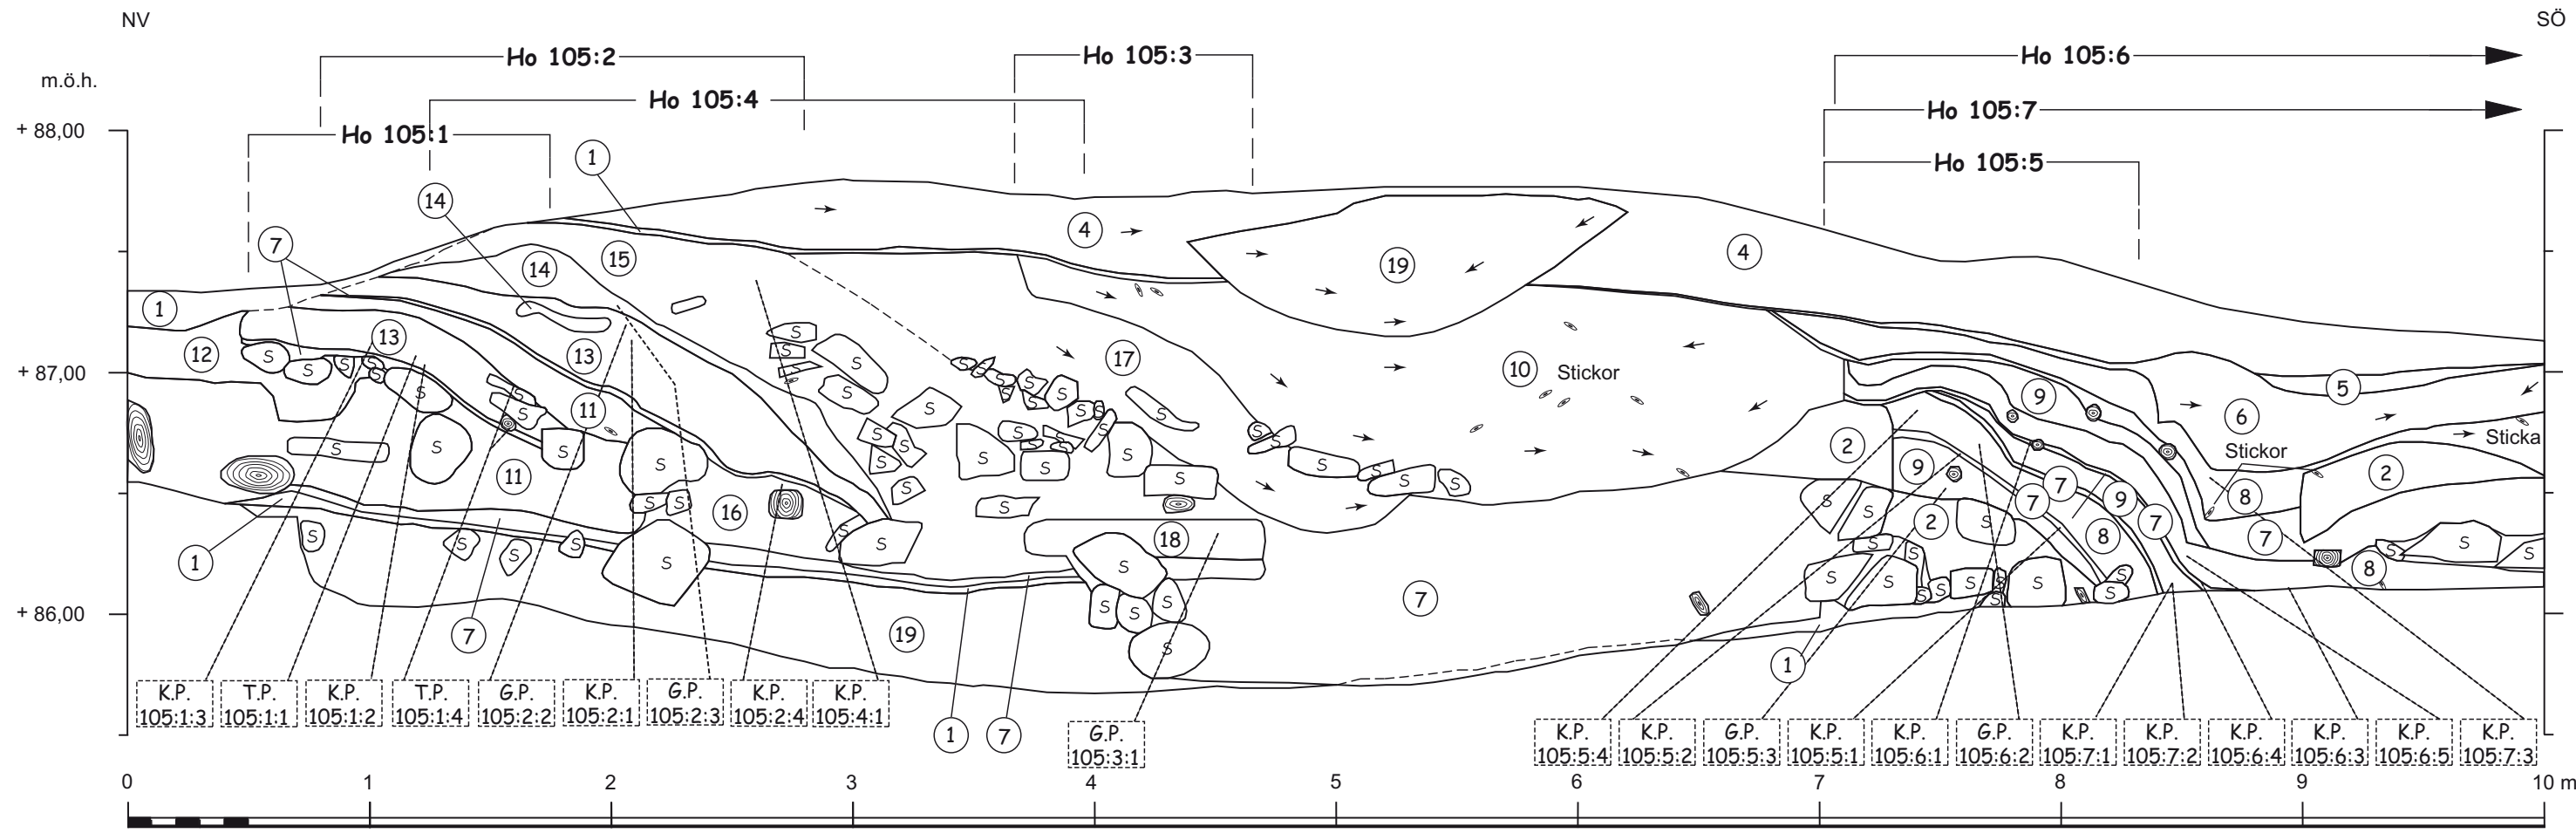 NV
SÖ
m.ö.h.
Ho 105:2
Ho 105:3
Ho 105:6
Ho 105:4
Ho 105:7
+ 88,00
Ho 105:1
Ho 105:5
1
14
4
7
15
14
19
4
1
13
12
13
17
+ 87,00
10
Stickor
5
9
6
11
2
Sticka
Stickor
9
2
11
7
7
9
8
16
2
7
8
18
7
1
8
7
+ 86,00
7
19
1
1
7
S S S S S S S S S S S S S S S S S S S S
S S S S S S S S S S S S S S S S S S S S
S S S S S S S S S S S S S S S S S S S S
K.P.
105:1:3
T.P.
105:1:1
K.P.
105:1:2
T.P.
105:1:4
G.P.
105:2:2
K.P.
105:2:1
G.P.
105:2:3
K.P.
105:2:4
K.P.
105:4:1
G.P.
105:3:1
K.P.
105:5:4
K.P.
105:5:2
G.P.
105:5:3
K.P.
105:5:1
K.P.
105:6:1
G.P.
105:6:2
K.P.
105:7:1
K.P.
105:7:2
K.P.
105:6:4
K.P.
105:6:3
K.P.
105:6:5
K.P.
105:7:3
0 1 2 3 4 5 6 7 8 9 10 m